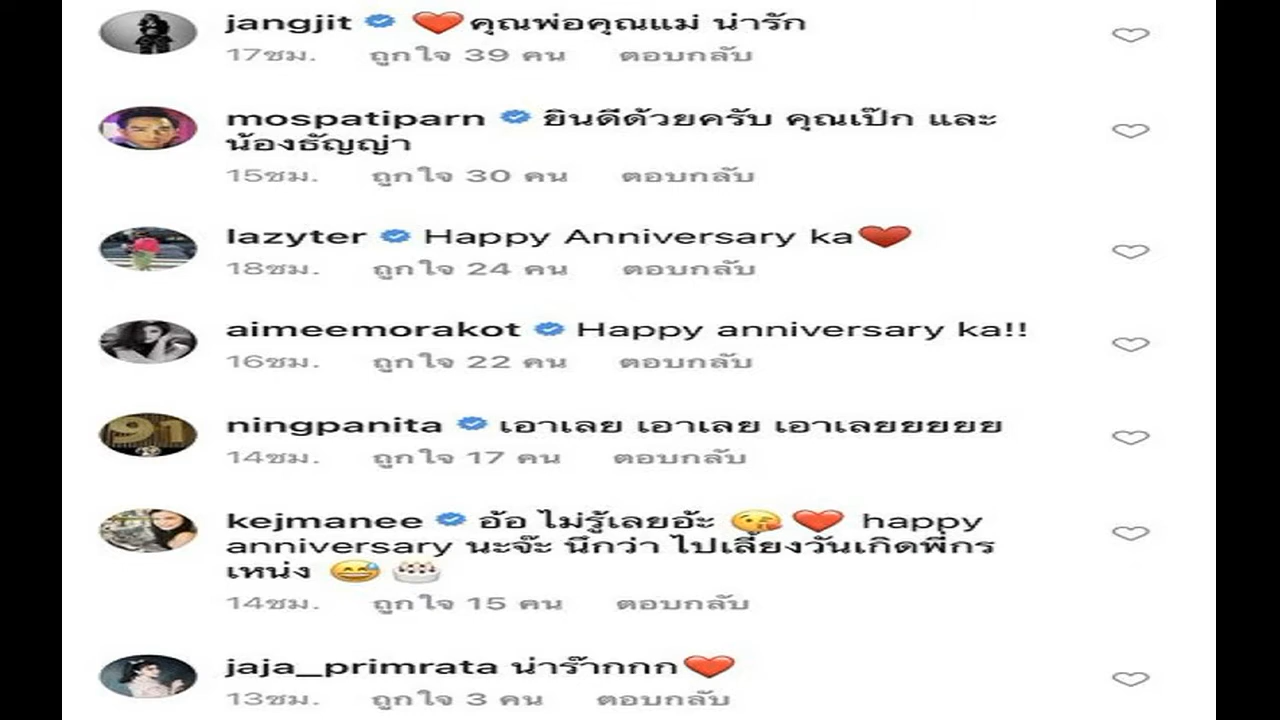 jangjit ❤️คุณพ่อคุณแม่ น่ารัก
17ชม. ถูกใจ 39 คน ตอบกลับ
mospatiparn ยินดีด้วยครับ คุณเป๊ก และ
น้องธัญญ่า
15ชม. ถูกใจ 30 คน ตอบกลับ
lazyter Happy Anniversary ka❤️
18ชม. ถูกใจ 24 คน ตอบกลับ
aimeemorakot Happy anniversary ka!!
16ชม. ถูกใจ 22 คน ตอบกลับ
91
ningpanita เอาเลย เอาเลย เอาเลยยยยย
14ชม. ถูกใจ 17 คน ตอบกลับ
kejmanee อ้อ ไม่รู้เลยอ้ะ 😘❤️ happy
anniversary นะจ๊ะ นึกว่า ไปเลี้ยงวันเกิดพี่กร
เหน่ง 😅🎂
14ชม. ถูกใจ 15 คน ตอบกลับ
jaja_primrata น่าร๊ากกก❤️
13ชม. ถูกใจ 3 คน ตอบกลับ